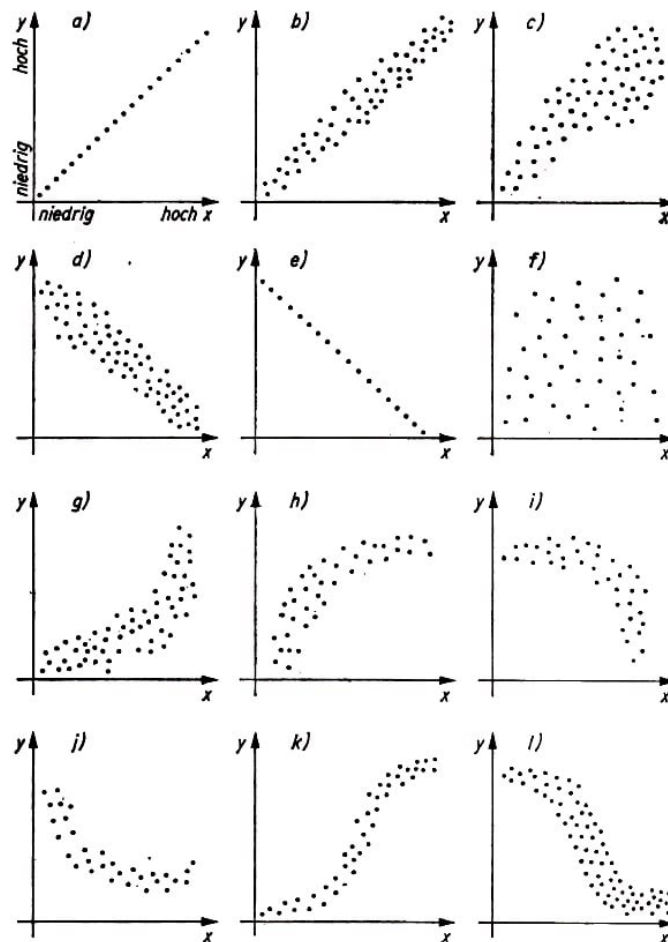 y a) y b) y c)
hoch
niedrig
niedrig hoch x x x
y d) y e) y f)
x x x
y g) y h) y i)
x x x
y j) y k) y l)
x x x